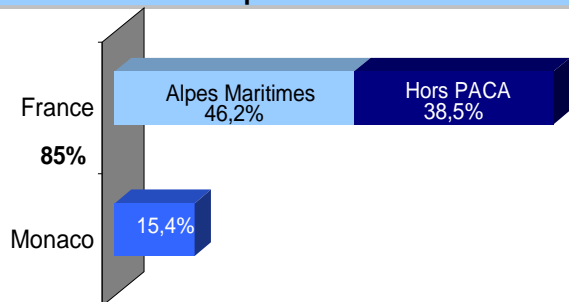 France
85%
Alpes Maritimes
46,2%
Hors PACA
38,5%
Monaco
15,4%